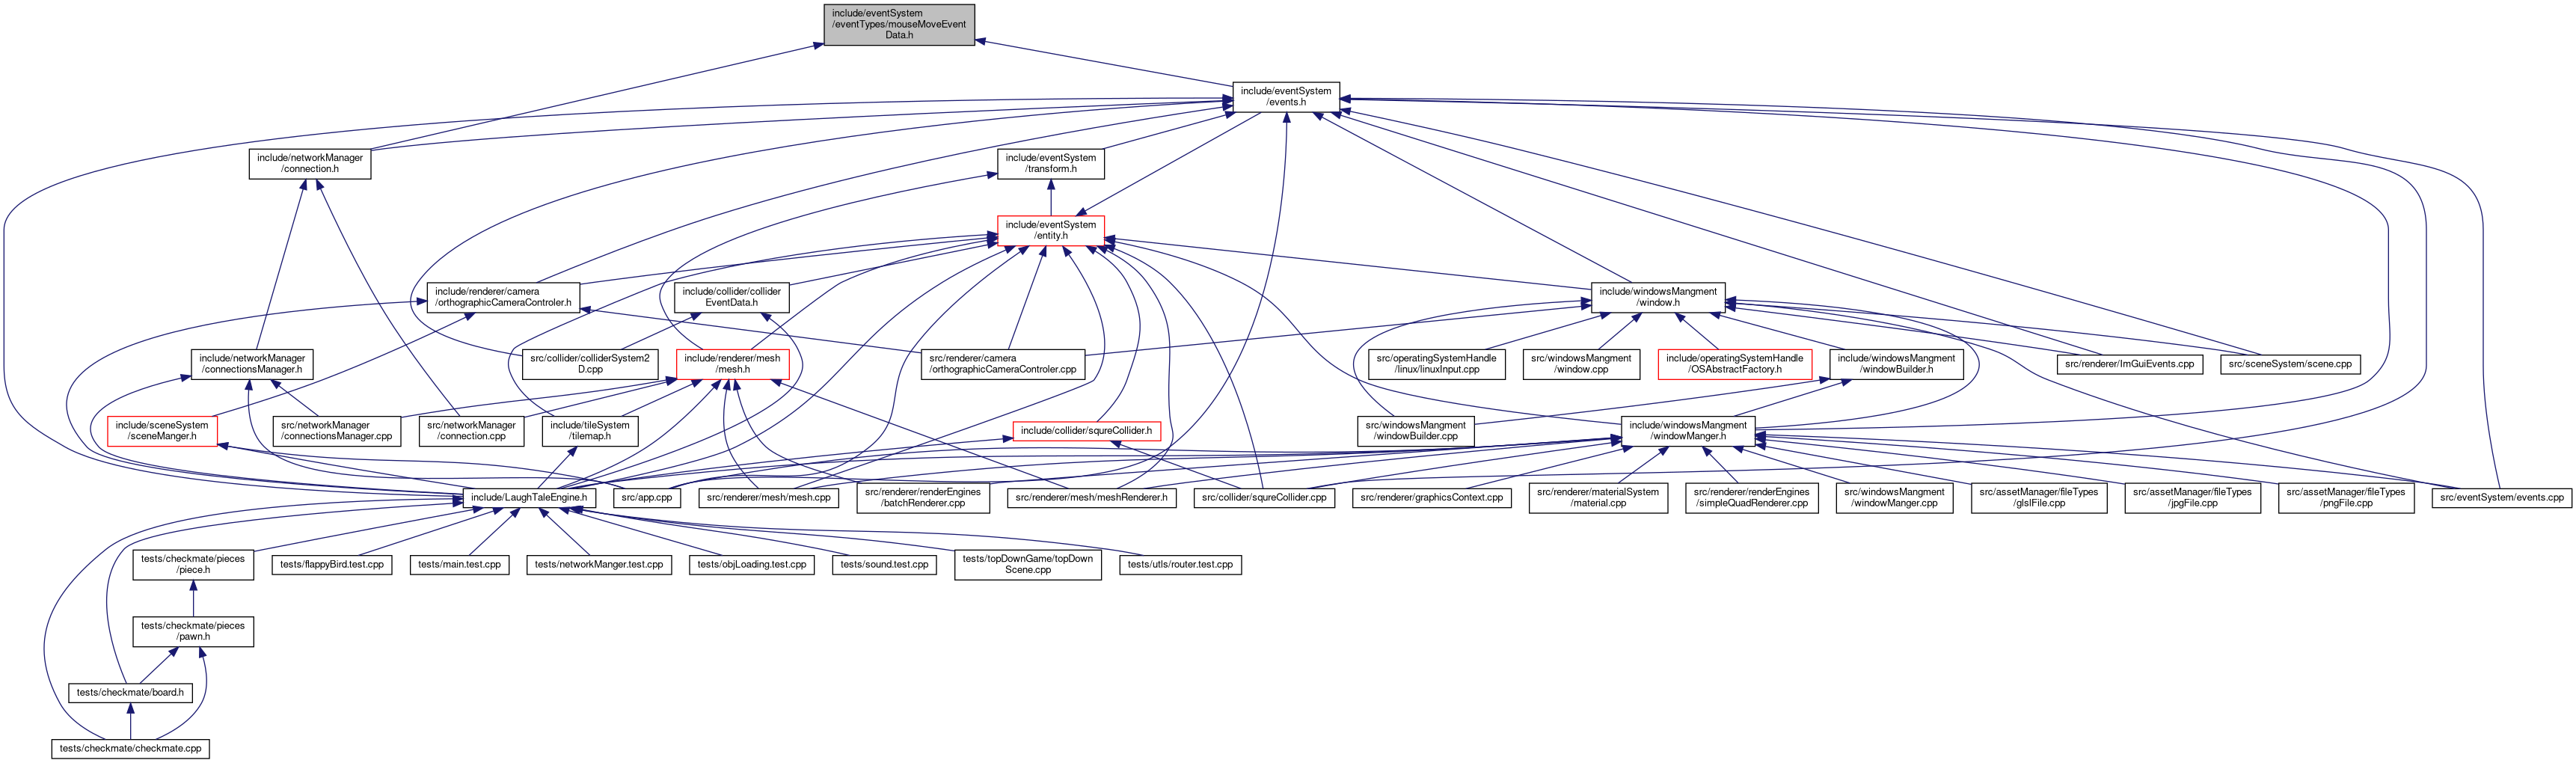 include/eventSystem
/eventTypes/mouseMoveEvent
Data.h
include/eventSystem
/events.h
include/networkManager
/connection.h
include/eventSystem
/transform.h
include/eventSystem
/entity.h
include/renderer/camera
/orthographicCameraControler.h
include/collider/collider
EventData.h
include/windowsMangment
/window.h
include/networkManager
/connectionsManager.h
src/collider/colliderSystem2
D.cpp
include/renderer/mesh
/mesh.h
src/renderer/camera
/orthographicCameraControler.cpp
src/operatingSystemHandle
/linux/linuxInput.cpp
src/windowsMangment
/window.cpp
include/operatingSystemHandle
/OSAbstractFactory.h
include/windowsMangment
/windowBuilder.h
src/renderer/ImGuiEvents.cpp
src/sceneSystem/scene.cpp
include/sceneSystem
/sceneManger.h
src/networkManager
/connectionsManager.cpp
src/networkManager
/connection.cpp
include/tileSystem
/tilemap.h
include/collider/squreCollider.h
src/windowsMangment
/windowBuilder.cpp
include/windowsMangment
/windowManger.h
include/LaughTaleEngine.h
src/app.cpp
src/renderer/mesh/mesh.cpp
src/renderer/renderEngines
/batchRenderer.cpp
src/renderer/mesh/meshRenderer.h
src/collider/squreCollider.cpp
src/renderer/graphicsContext.cpp
src/renderer/materialSystem
/material.cpp
src/renderer/renderEngines
/simpleQuadRenderer.cpp
src/windowsMangment
/windowManger.cpp
src/assetManager/fileTypes
/glslFile.cpp
src/assetManager/fileTypes
/jpgFile.cpp
src/assetManager/fileTypes
/pngFile.cpp
src/eventSystem/events.cpp
tests/checkmate/pieces
/piece.h
tests/flappyBird.test.cpp
tests/main.test.cpp
tests/networkManger.test.cpp
tests/objLoading.test.cpp
tests/sound.test.cpp
tests/topDownGame/topDown
Scene.cpp
tests/utls/router.test.cpp
tests/checkmate/pieces
/pawn.h
tests/checkmate/board.h
tests/checkmate/checkmate.cpp